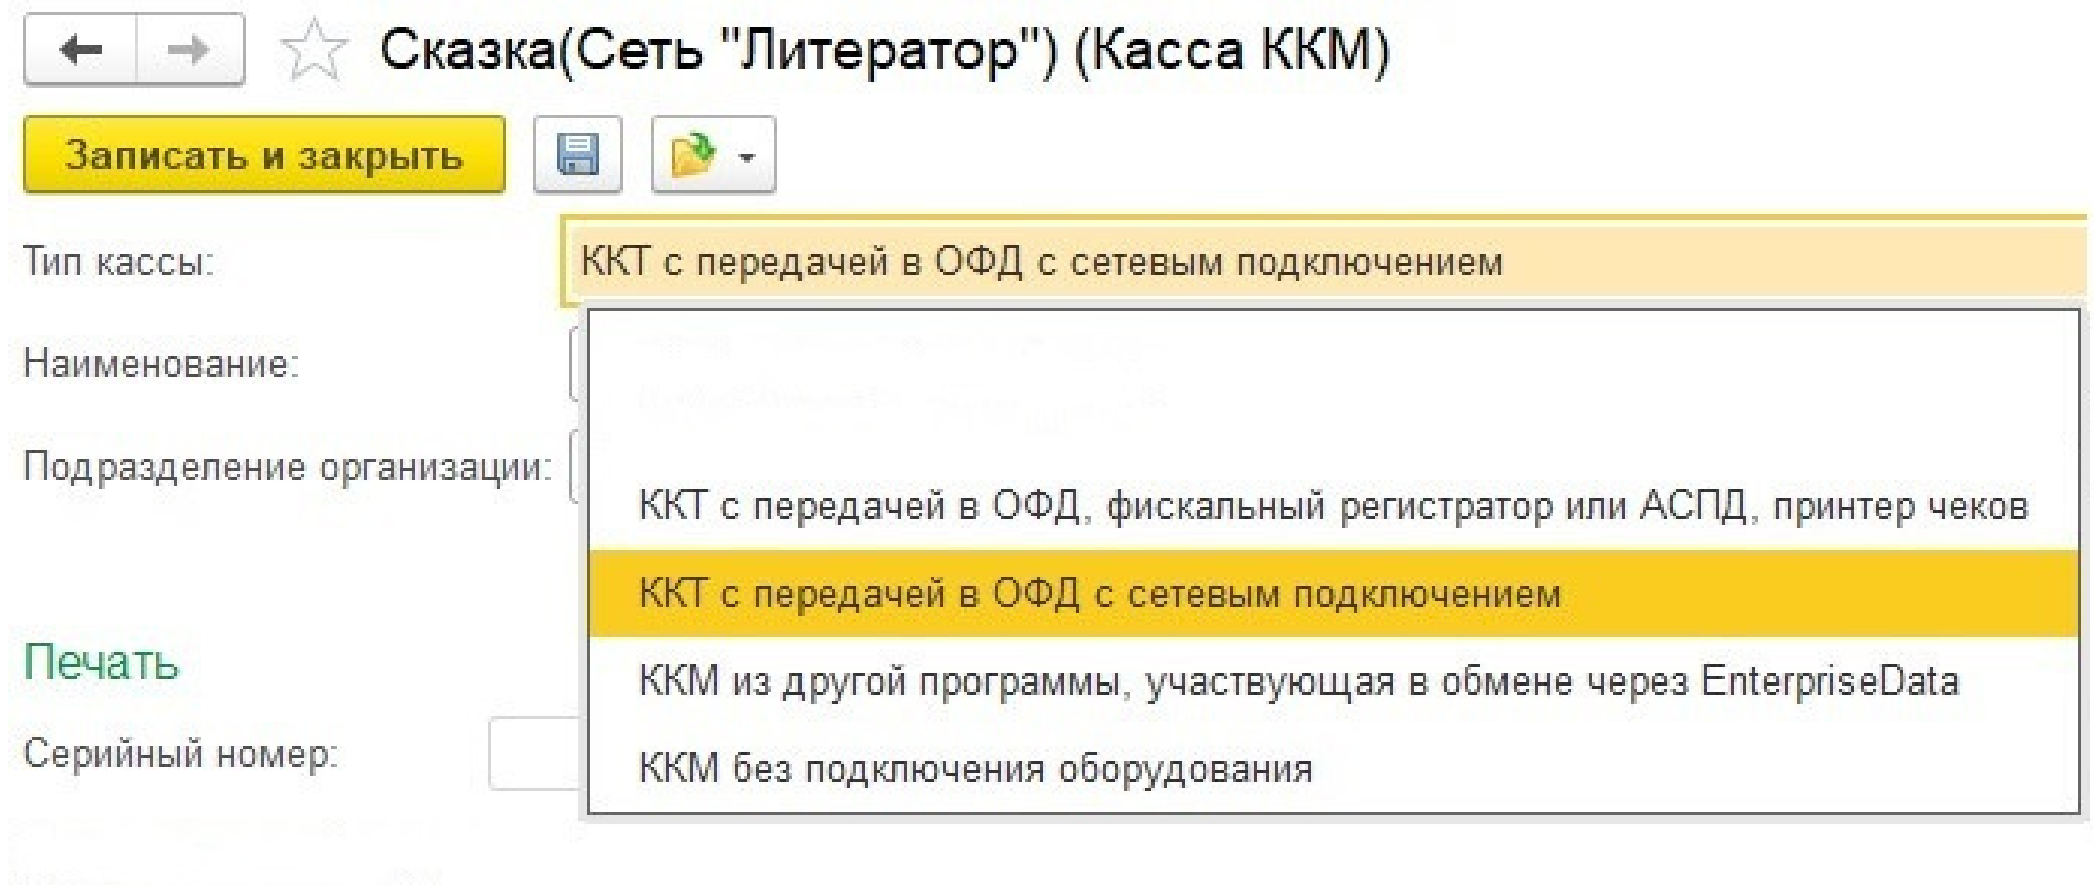 Сказка(Сеть "Литератор") (Касса ККМ)
Записать и закрыть
Тип кассы:
ККТ с передачей в ОФД с сетевым подключением
Наименование:
Подразделение организации:
ККТ с передачей в ОФД, фискальный регистратор или АСПД, принтер чеков
ККТ с передачей в ОФД с сетевым подключением
ККМ из другой программы, участвующая в обмене через EnterpriseData
ККМ без подключения оборудования
Печать
Серийный номер: